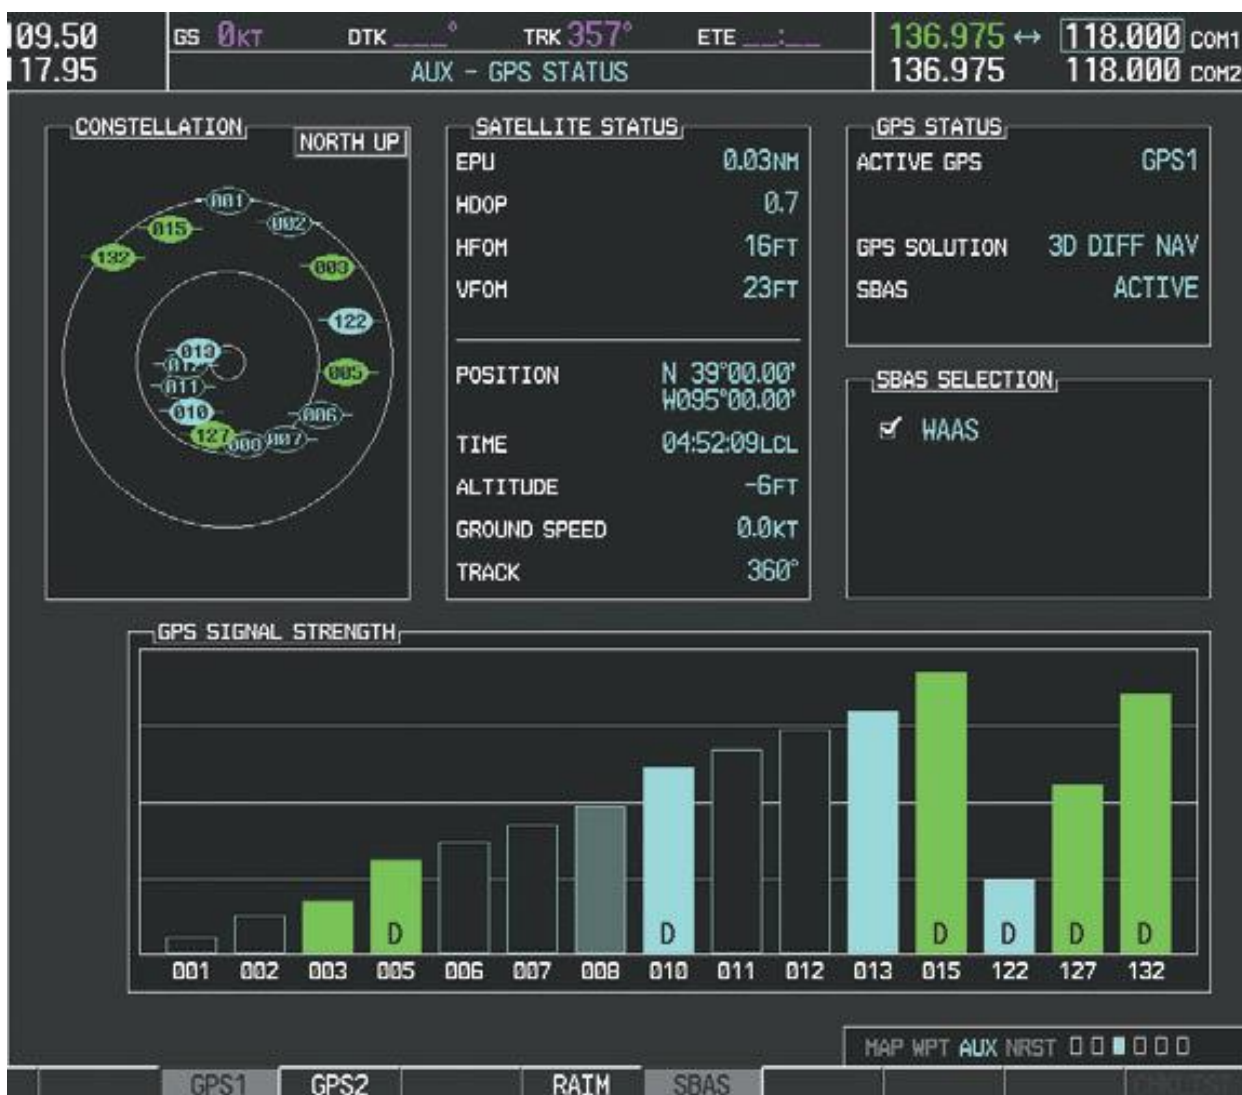 109.50 GS 0KT DTK ___° TRK 357° ETE __:__ 136.975 ↔ 118.000 COM1
117.95 AUX - GPS STATUS 136.975 118.000 COM2
CONSTELLATION
NORTH UP
001
002
015
132
003
122
013
012
005
011
010
006
127
008
007
SATELLITE STATUS
EPU 0.03NM
HDOP 0.7
HFOM 16FT
VFOM 23FT
POSITION N 39°00.00'
W095°00.00'
TIME 04:52:09LCL
ALTITUDE -6FT
GROUND SPEED 0.0KT
TRACK 360°
GPS STATUS
ACTIVE GPS GPS1
GPS SOLUTION 3D DIFF NAV
SBAS ACTIVE
SBAS SELECTION
WAAS
GPS SIGNAL STRENGTH
D D D D D D
001 002 003 005 006 007 008 010 011 012 013 015 122 127 132
MAP WPT AUX NRST
GPS1 GPS2 RAIM SBAS